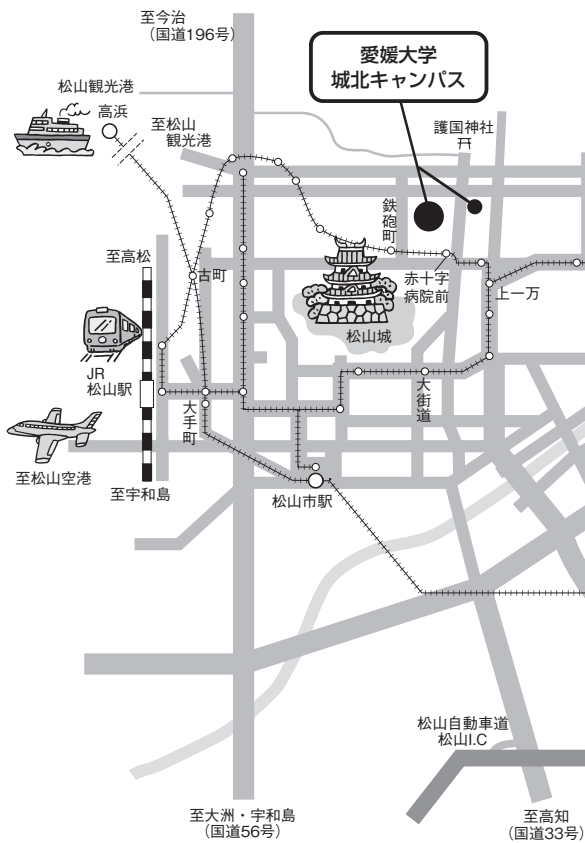 至今治
(国道196号)
愛媛大学
城北キャンパス
松山観光港
高浜
至松山
観光港
護国神社
鉄砲町
至高松
古町
赤十字
病院前
上一万
松山城
JR
松山駅
大手町
大街道
至松山空港
至宇和島
松山市駅
松山自動車道
松山I.C
至大洲・宇和島
(国道56号)
至高知
(国道33号)